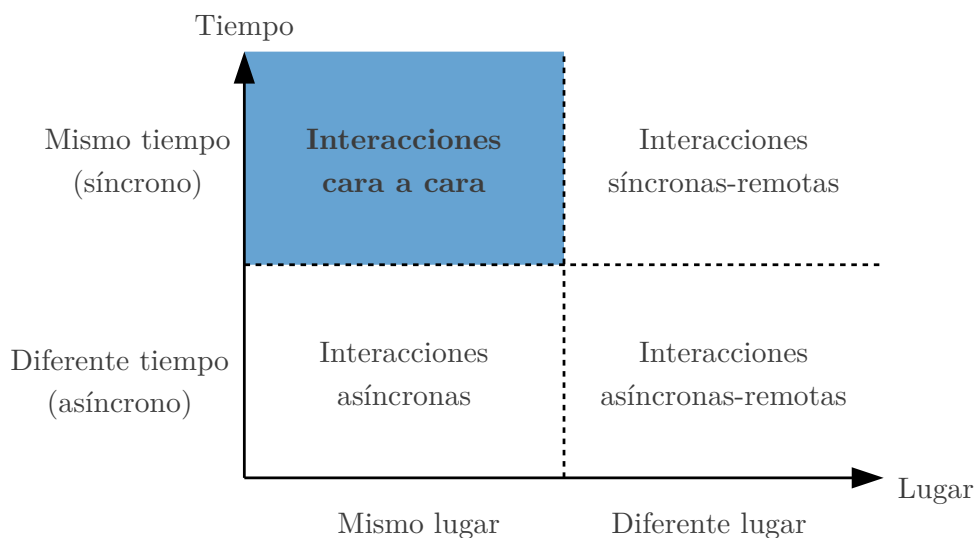 Tiempo
Mismo tiempo
(síncrono)
Interacciones
cara a cara
Interacciones
síncronas-remotas
Diferente tiempo
(asíncrono)
Interacciones
asíncronas
Interacciones
asíncronas-remotas
Lugar
Mismo lugar
Diferente lugar